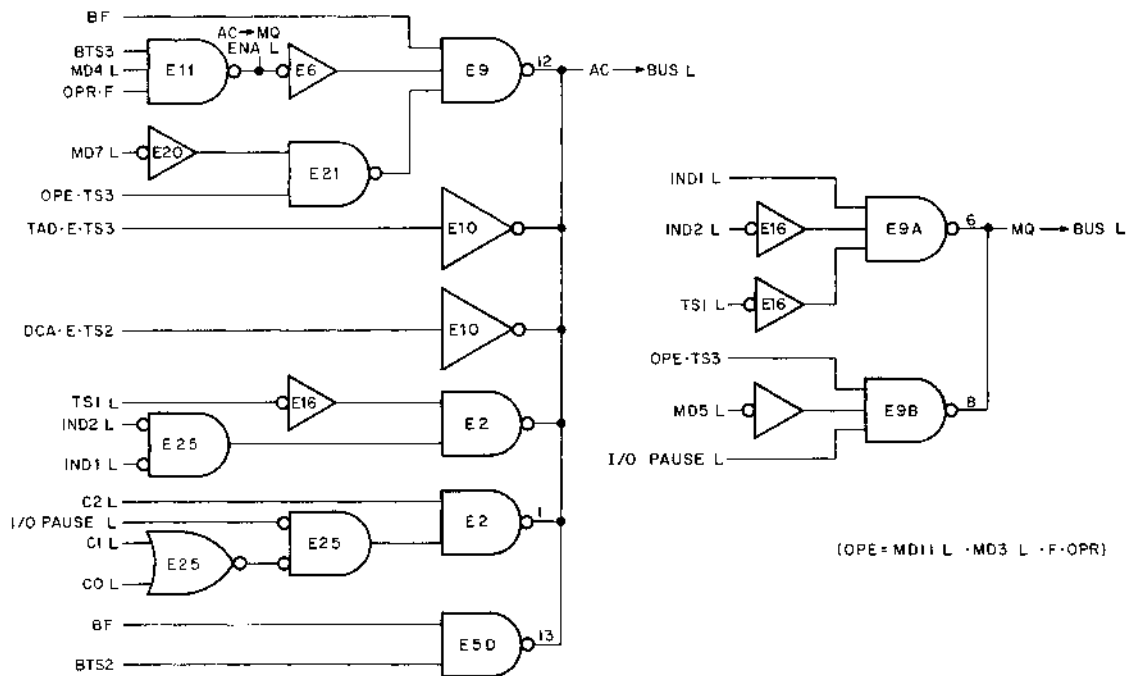 BF
AC→MQ
ENA L
BTS3
MD4 L
OPR·F
E11
E6
E9
12
AC → BUS L
MD7 L
E20
E21
OPE·TS3
TAD·E·TS3
E10
DCA·E·TS2
E10
TS1 L
E16
IND2 L
E25
E2
IND1 L
C2 L
I/O PAUSE L
C1 L
E25
C0 L
E25
E2
1
BF
E5D
13
BTS2
IND1 L
IND2 L
E16
E9A
6
MQ → BUS L
TS1 L
E16
OPE·TS3
MD5 L
E9B
8
I/O PAUSE L
(OPE=MD11 L ·MD3 L ·F·OPR)